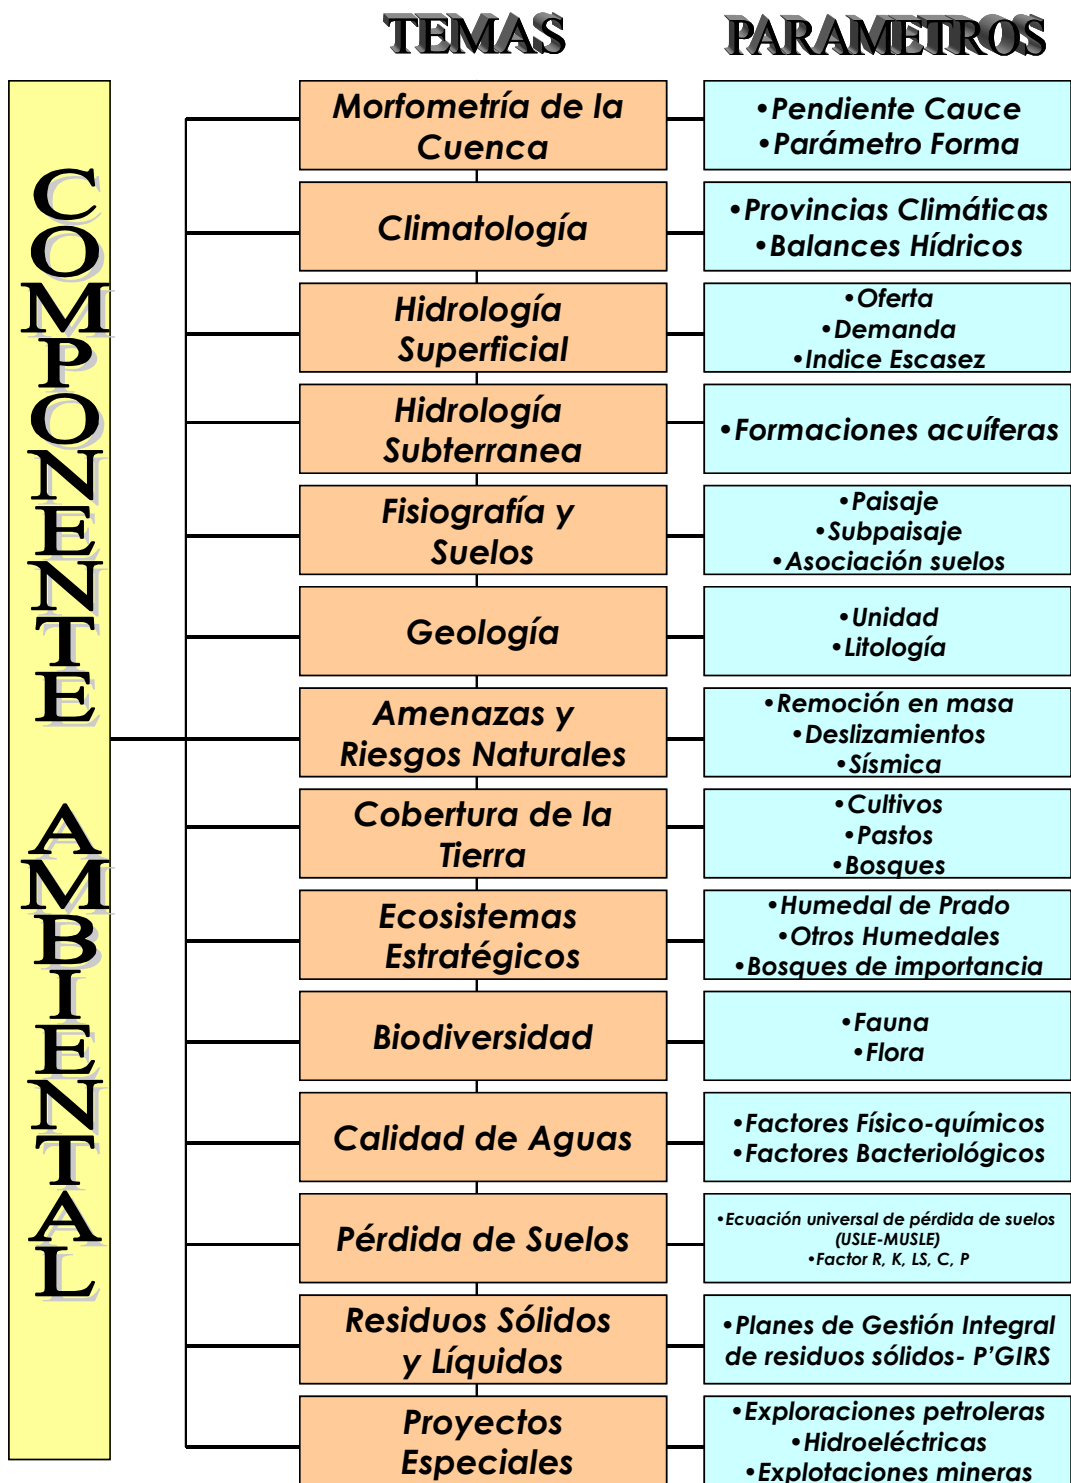 TEMAS
PARAMETROS
COMPONENTE AMBIENTAL
Morfometría de la
Cuenca
•Pendiente Cauce
•Parámetro Forma
Climatología
•Provincias Climáticas
•Balances Hídricos
Hidrología
Superficial
•Oferta
•Demanda
•Indice Escasez
Hidrología
Subterranea
•Formaciones acuíferas
Fisiografía y
Suelos
•Paisaje
•Subpaisaje
•Asociación suelos
Geología
•Unidad
•Litología
Amenazas y
Riesgos Naturales
•Remoción en masa
•Deslizamientos
•Sísmica
Cobertura de la
Tierra
•Cultivos
•Pastos
•Bosques
Ecosistemas
Estratégicos
•Humedal de Prado
•Otros Humedales
•Bosques de importancia
Biodiversidad
•Fauna
•Flora
Calidad de Aguas
•Factores Físico-químicos
•Factores Bacteriológicos
Pérdida de Suelos
•Ecuación universal de pérdida de suelos
(USLE-MUSLE)
•Factor R, K, LS, C, P
Residuos Sólidos
y Líquidos
•Planes de Gestión Integral
de residuos sólidos- P'GIRS
Proyectos
Especiales
•Exploraciones petroleras
•Hidroeléctricas
•Explotaciones mineras